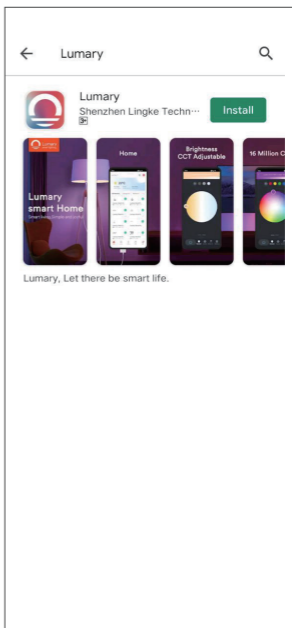 Lumary
Lumary
Shenzhen Lingke Techn···
Install
Lumary
smart Home
Home
Brightness
CCT Adjustable
16 Million C
Lumary, Let there be smart life.